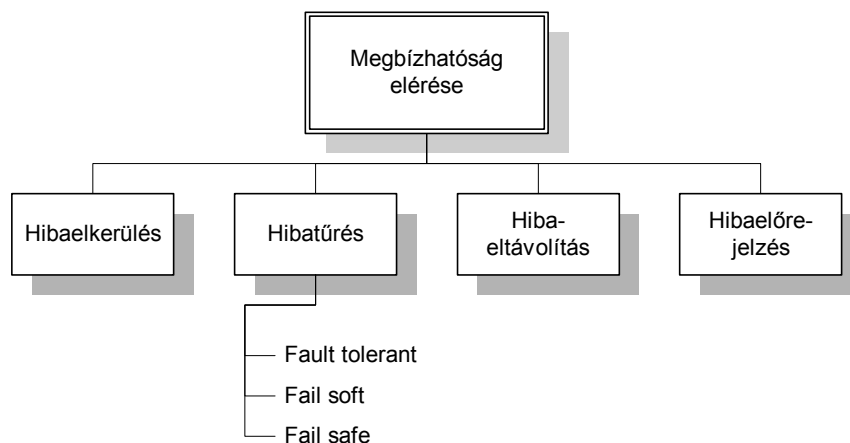 Megbízhatóság
elérése
Hibaelkerülés
Hibatűrés
Hiba-
eltávolítás
Hibaelőre-
jelzés
Fault tolerant
Fail soft
Fail safe